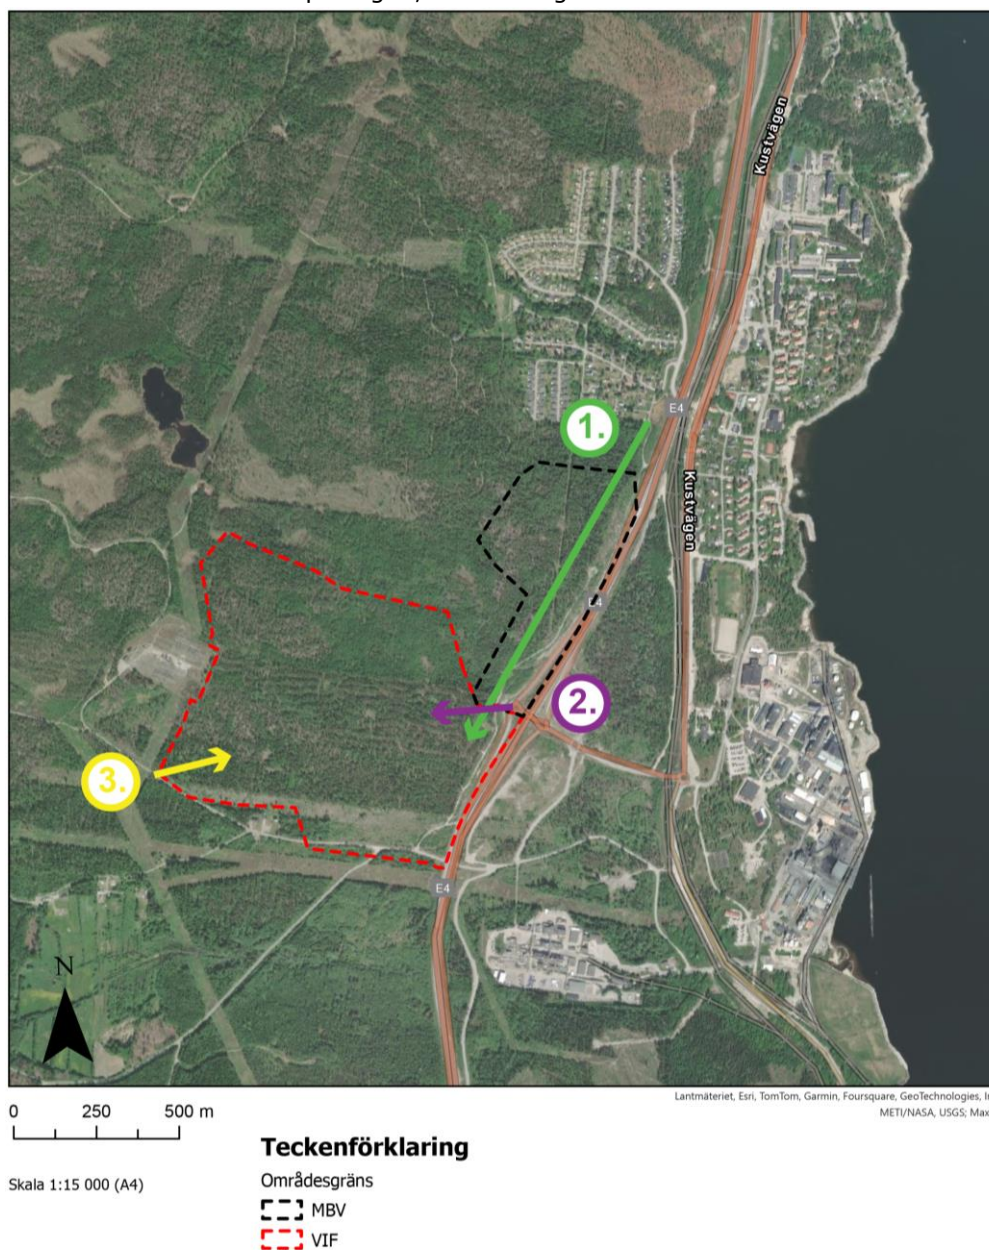 Kustvägen
E4
1.
Kustvägen
E4
2.
3.
E4
N
Lantmäteriet, Esri, TomTom, Garmin, Foursquare, GeoTechnologies,
METI/NASA, USGS;
0 250 500 m
Skala 1:15 000 (A4)
Teckenförklaring
Områdesgräns
MBV
VIF